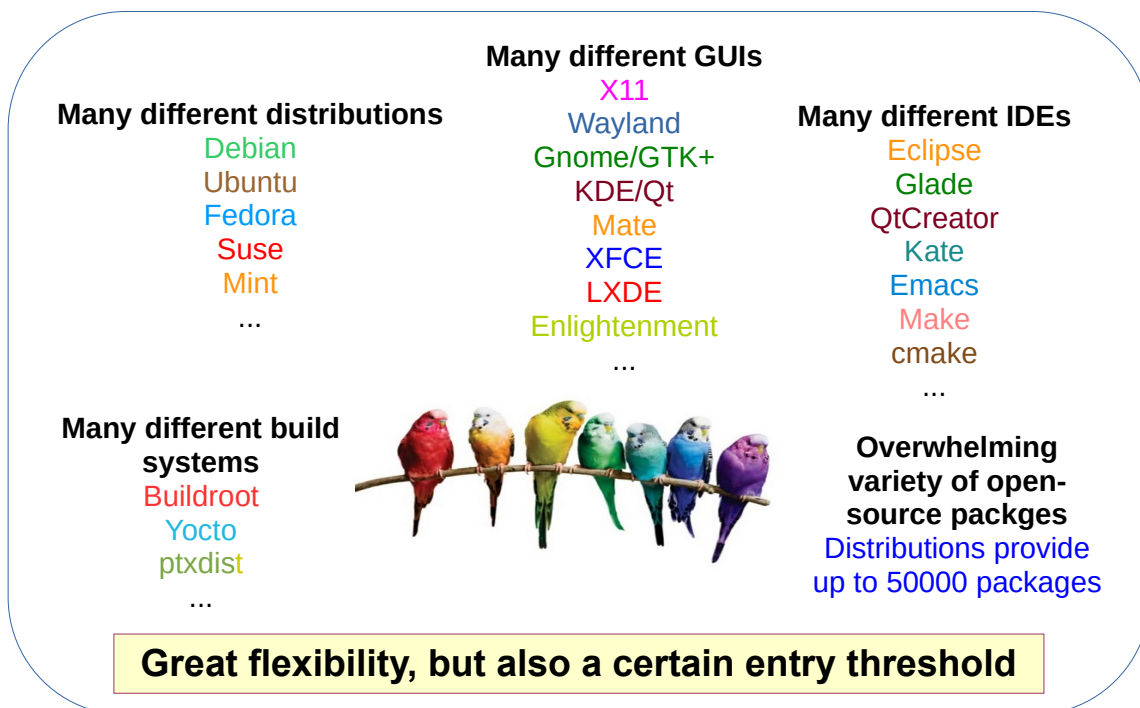 Many different distributions
Debian
Ubuntu
Fedora
Suse
Mint
...
Many different GUIs
X11
Wayland
Gnome/GTK+
KDE/Qt
Mate
XFCE
LXDE
Enlightenment
...
Many different IDEs
Eclipse
Glade
QtCreator
Kate
Emacs
Make
cmake
...
Many different build
systems
Buildroot
Yocto
ptxdist
...
Overwhelming
variety of open-
source packges
Distributions provide
up to 50000 packages
Great flexibility, but also a certain entry threshold